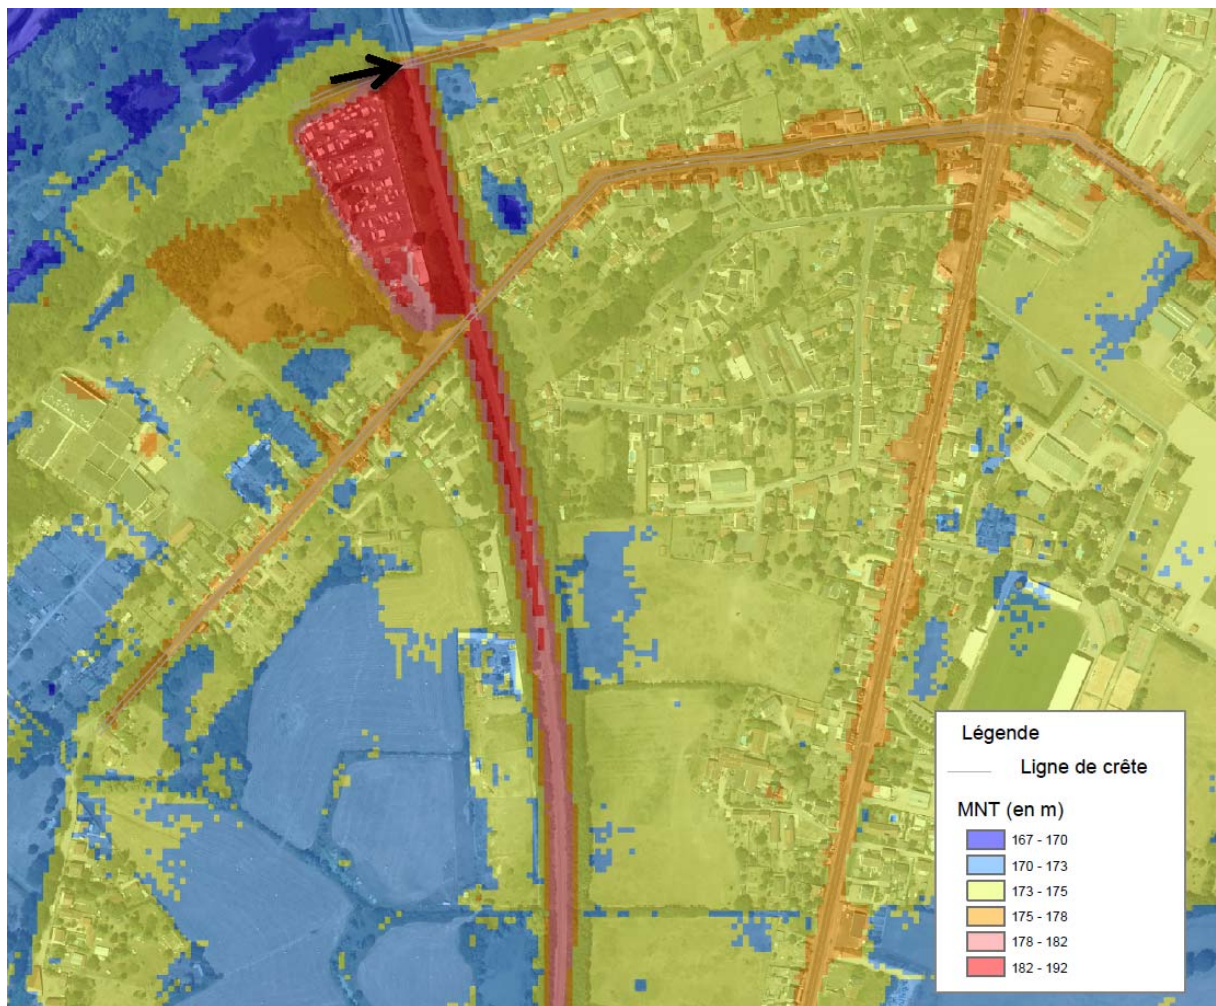 Légende
Ligne de crête
MNT (en m)
167 - 170
170 - 173
173 - 175
175 - 178
178 - 182
182 - 192